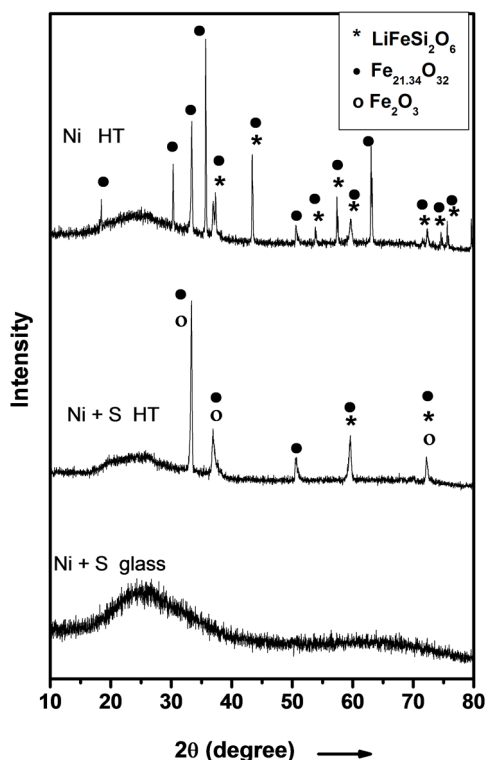 * LiFeSi₂O₆
● Fe₂₁.₃₄O₃₂
o Fe₂O₃
Ni HT
Ni + S HT
Ni + S glass
Intensity
10 20 30 40 50 60 70 80
2θ (degree)